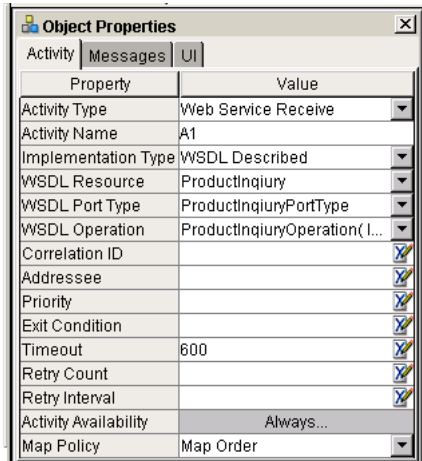 Object Properties
Activity Messages UI
Property Value
Activity Type Web Service Receive
Activity Name A1
Implementation Type WSDL Described
WSDL Resource ProductInqiury
WSDL Port Type ProductInqiuryPortType
WSDL Operation ProductInqiuryOperation( I...
Correlation ID
Addressee
Priority
Exit Condition
Timeout 600
Retry Count
Retry Interval
Activity Availability Always...
Map Policy Map Order